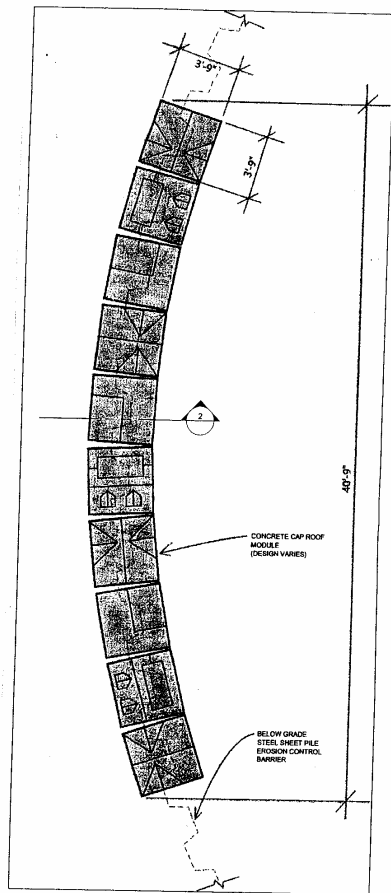 3'-9"
3'-9"
2
40'-9"
CONCRETE CAP ROOF
MODULE
(DESIGN VARIES)
BELOW GRADE
STEEL SHEET PILE
EROSION CONTROL
BARRIER